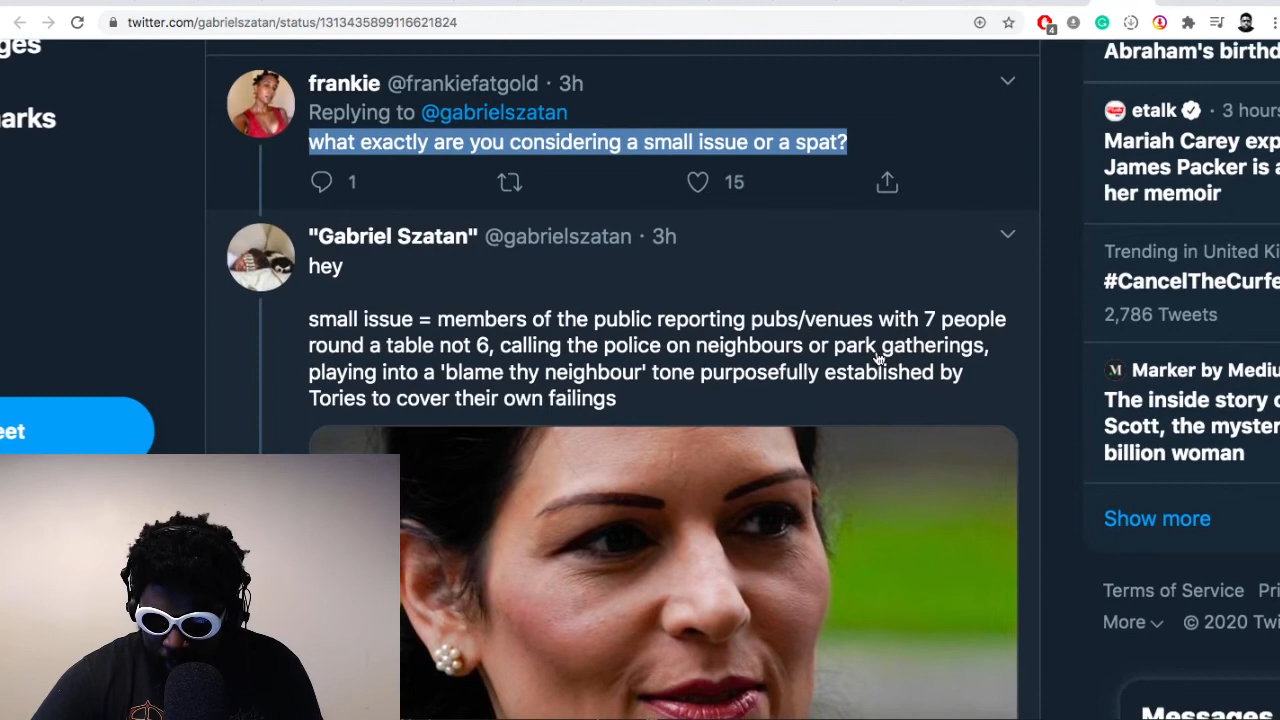 twitter.com/gabrielszatan/status/1313435899116621824
4
ges
arks
eet
frankie @frankiefatgold · 3h
Replying to @gabrielszatan
what exactly are you considering a small issue or a spat?
1
15
"Gabriel Szatan" @gabrielszatan · 3h
hey
small issue = members of the public reporting pubs/venues with 7 people
round a table not 6, calling the police on neighbours or park gatherings,
playing into a 'blame thy neighbour' tone purposefully established by
Tories to cover their own failings
Abraham's birthd
etalk · 3 hours
Mariah Carey exp
James Packer is a
her memoir
Trending in United Ki
#CancelTheCurfe
2,786 Tweets
Marker by Mediu
The inside story o
Scott, the myster
billion woman
Show more
Terms of Service Pri
More © 2020 Twi
Messages